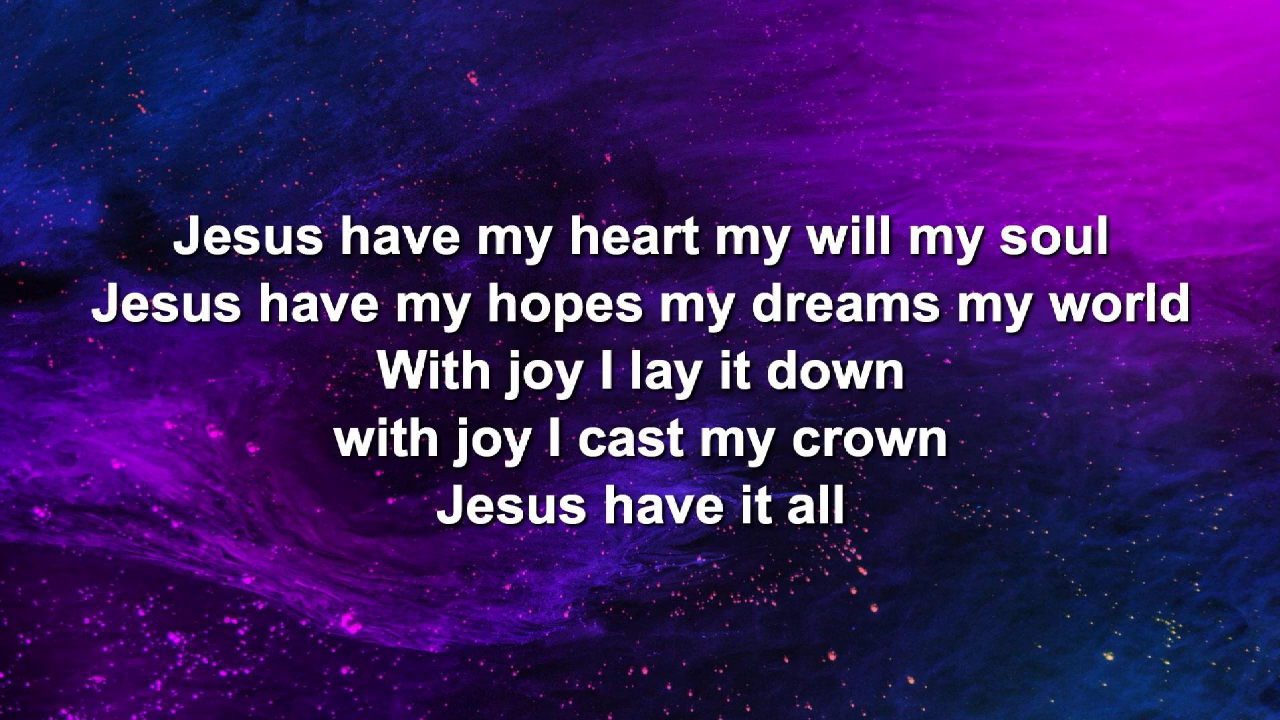 Jesus have my heart my will my soul
Jesus have my hopes my dreams my world
With joy I lay it down
with joy I cast my crown
Jesus have it all